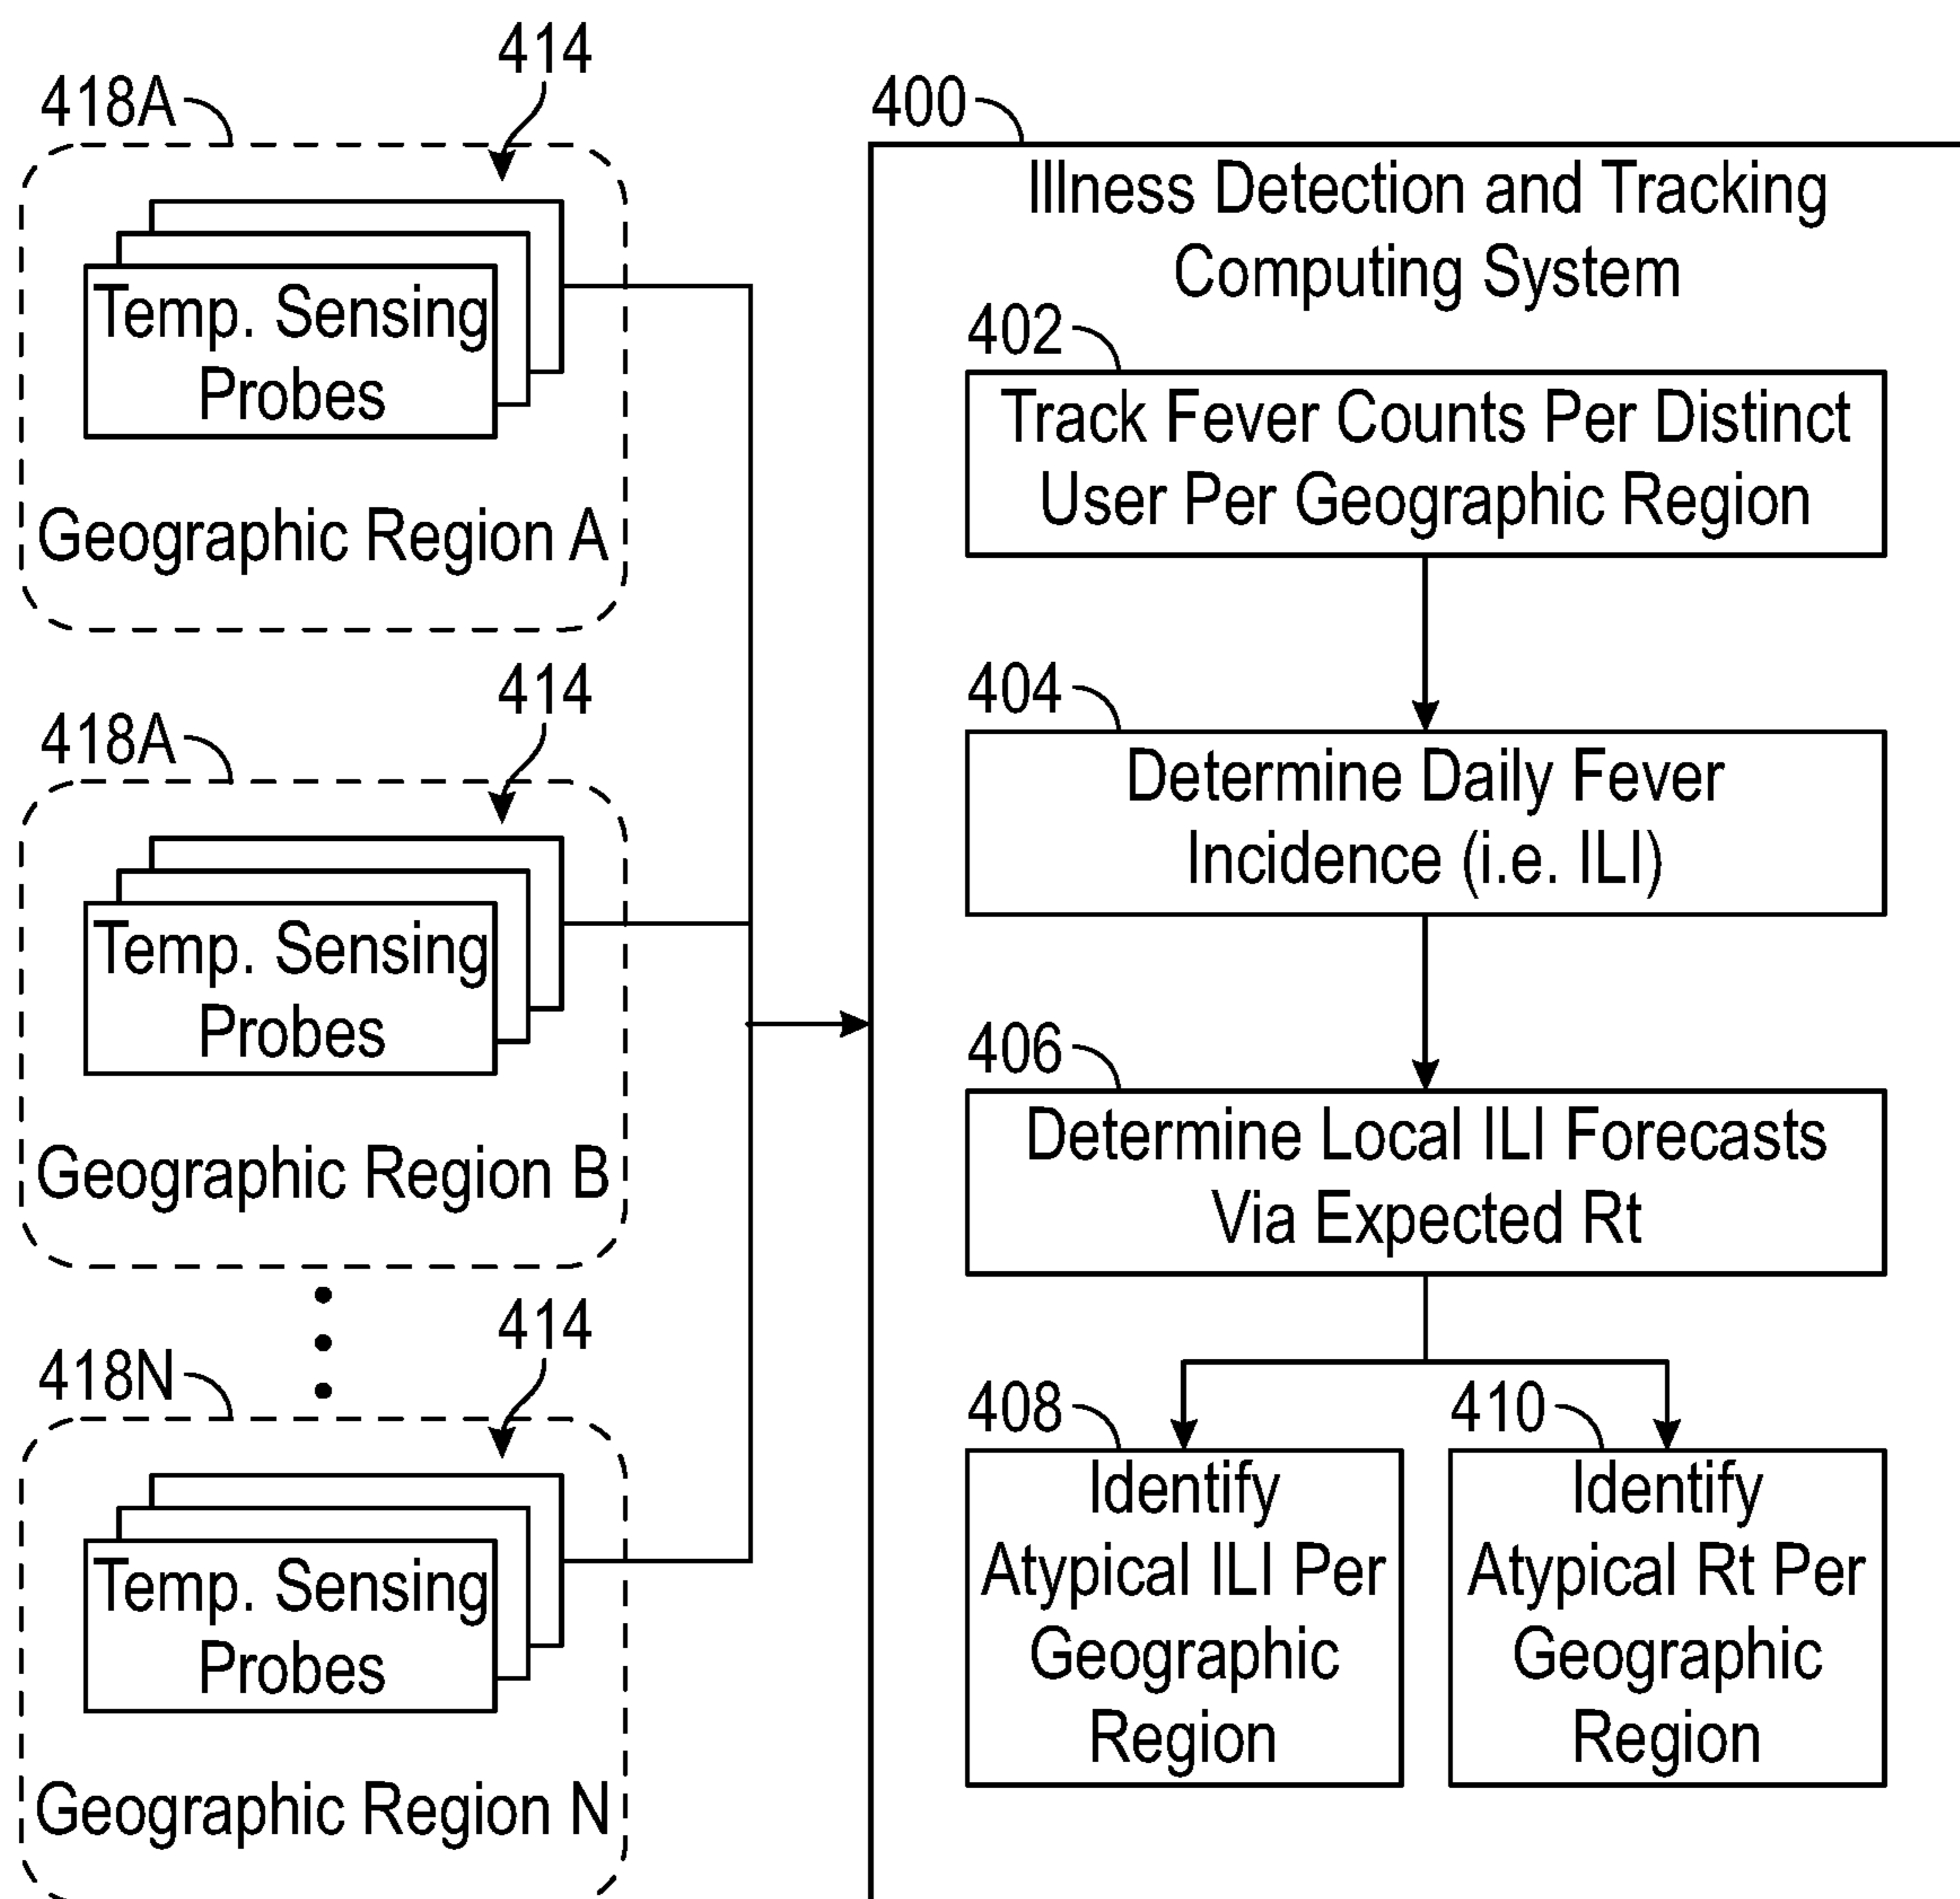 414
418A
Temp. Sensing
Probes
Geographic Region A
414
418A
Temp. Sensing
Probes
Geographic Region B
414
418N
Temp. Sensing
Probes
Geographic Region N
400
Illness Detection and Tracking
Computing System
402
Track Fever Counts Per Distinct
User Per Geographic Region
404
Determine Daily Fever
Incidence (i.e. ILI)
406
Determine Local ILI Forecasts
Via Expected Rt
408
Identify
Atypical ILI Per
Geographic
Region
410
Identify
Atypical Rt Per
Geographic
Region